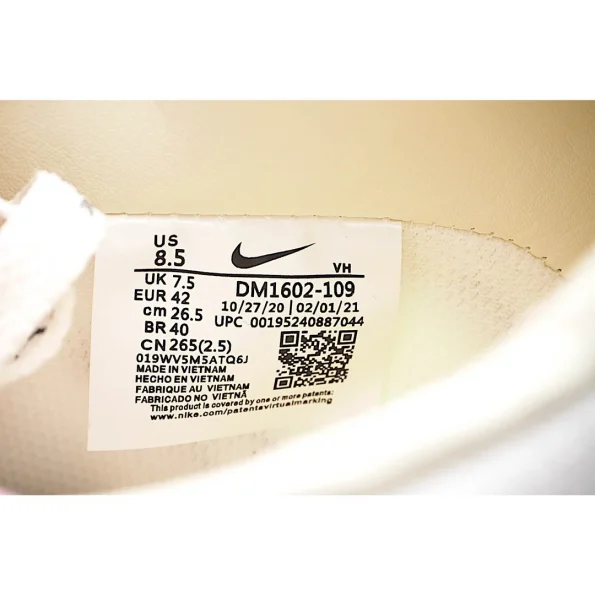 US
8.5
VH
UK 7.5
DM1602-109
EUR 42
10/27/20 | 02/01/21
cm 26.5
UPC 00195240887044
BR 40
CN 265(2.5)
019WV5M5ATQ6J
MADE IN VIETNAM
HECHO EN VIETNAM
FABRIQUE AU VIETNAM
FABRICADO NO VIETNÃ
This product is covered by one or more patents:
www.nike.com/patentsvirtualmarking